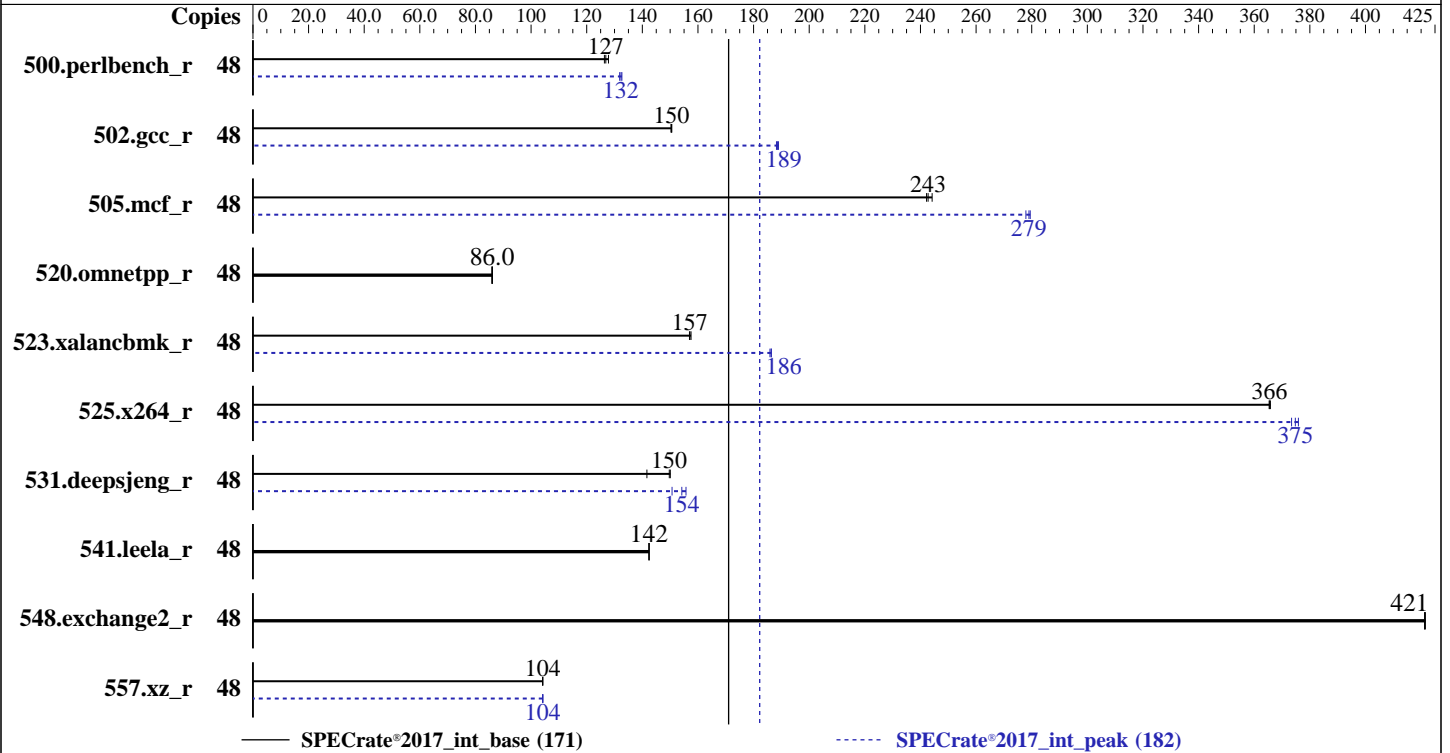 Copies 0 20.0 40.0 60.0 80.0 100 120 140 160 180 200 220 240 260 280 300 320 340 360 380 400 425
500.perlbench_r 48 127
132
502.gcc_r 48 150
189
505.mcf_r 48 243
279
520.omnetpp_r 48 86.0
523.xalancbmk_r 48 157
186
525.x264_r 48 366
375
531.deepsjeng_r 48 150
154
541.leela_r 48 142
548.exchange2_r 48 421
557.xz_r 48 104
104
SPECrate®2017_int_base (171) SPECrate®2017_int_peak (182)